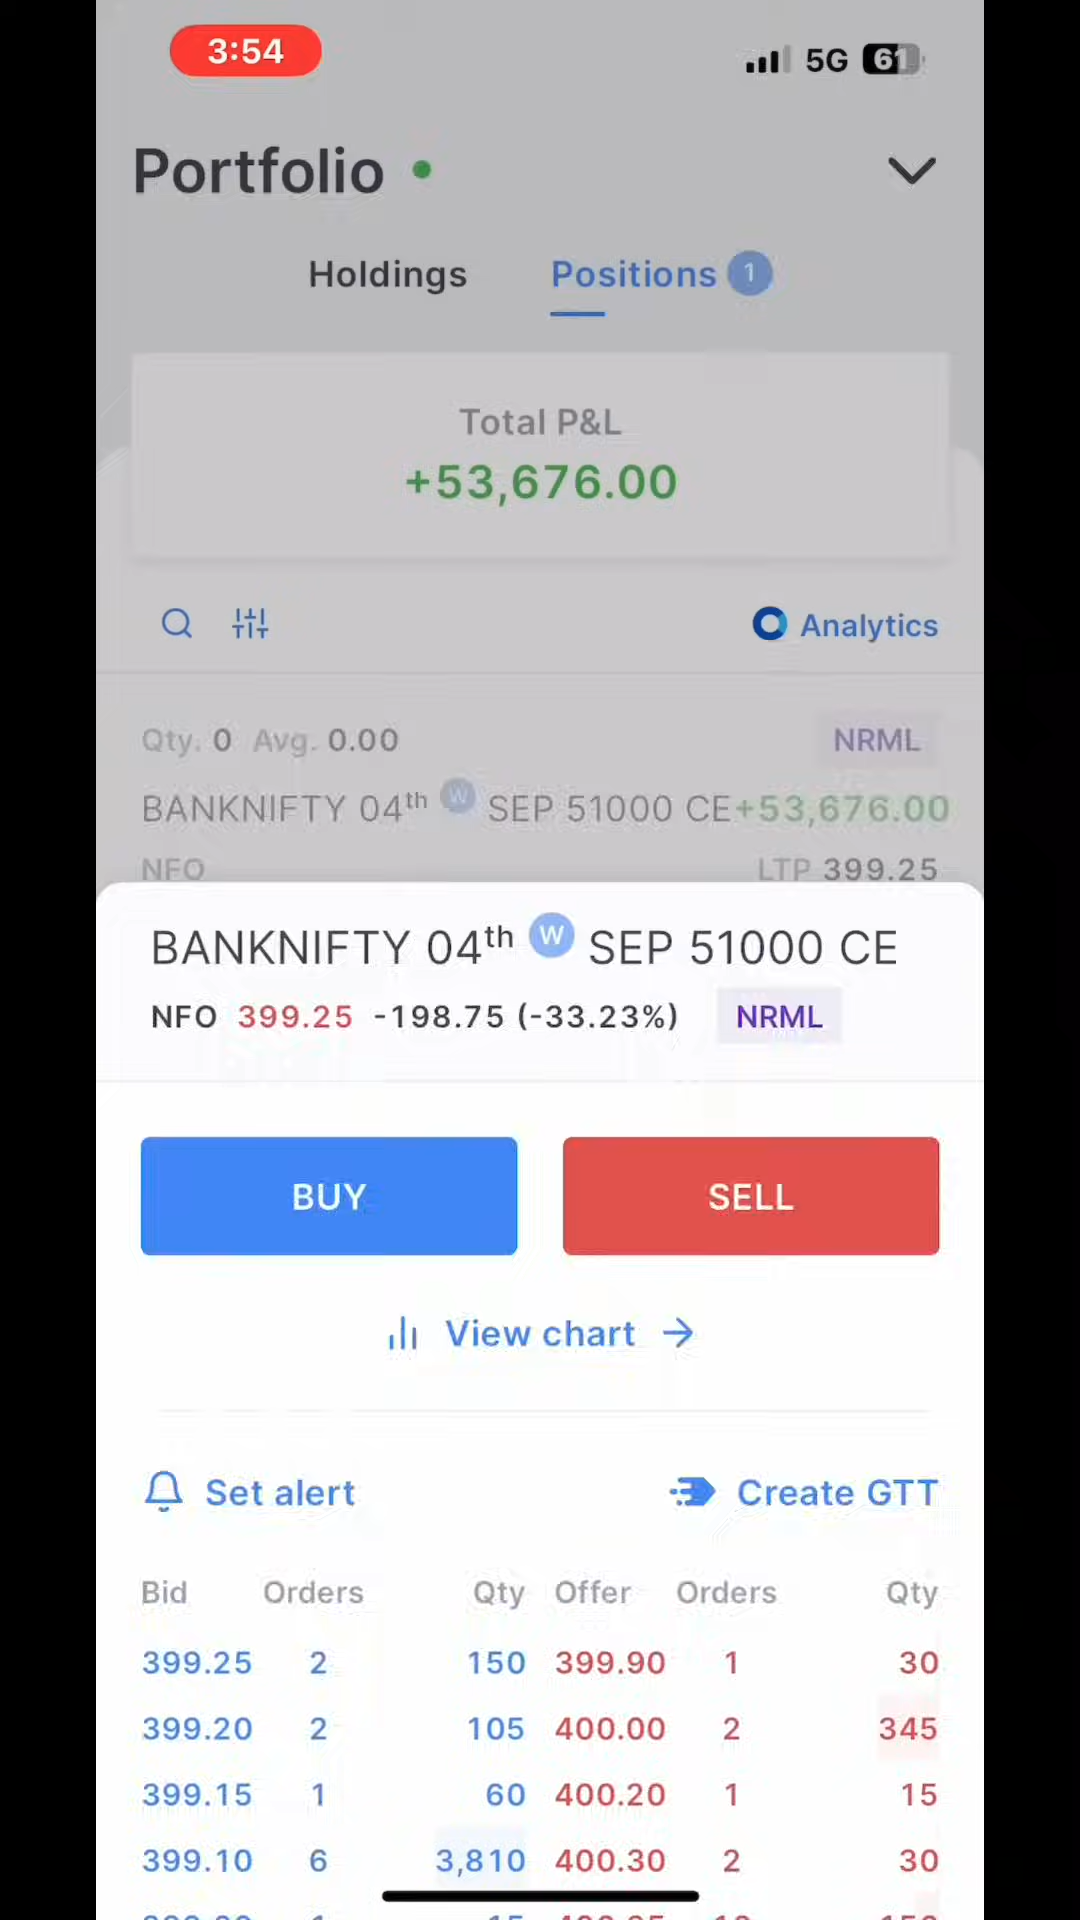 3:54 5G 61
Portfolio
Holdings Positions 1
Total P&L
+53,676.00
Analytics
Qty. 0 Avg. 0.00 NRML
BANKNIFTY 04th W SEP 51000 CE +53,676.00
NFO LTP 399.25
BANKNIFTY 04th W SEP 51000 CE
NFO 399.25 -198.75 (-33.23%) NRML
BUY SELL
View chart
Set alert Create GTT
Bid Orders Qty Offer Orders Qty
399.25 2 150 399.90 1 30
399.20 2 105 400.00 2 345
399.15 1 60 400.20 1 15
399.10 6 3,810 400.30 2 30